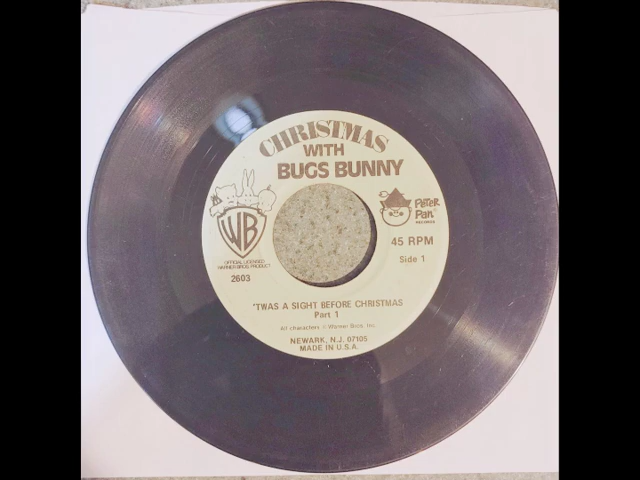 CHRISTMAS
WITH
BUGS BUNNY
WB
OFFICIAL LICENSED
WARNER BROS. PRODUCT
2603
Peter
Pan
RECORDS
45 RPM
Side 1
'TWAS A SIGHT BEFORE CHRISTMAS
Part 1
All characters © Warner Bros. Inc.
NEWARK, N.J. 07105
MADE IN U.S.A.